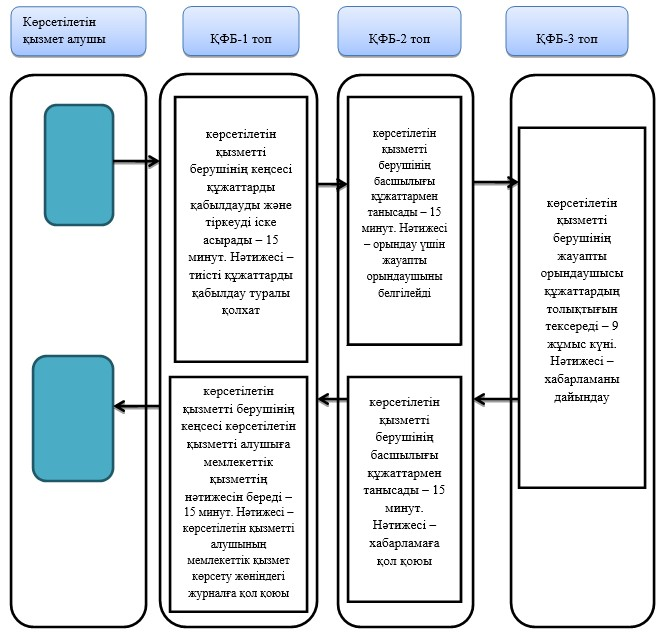 Көрсетілетін
қызмет алушы
ҚФБ-1 топ
ҚФБ-2 топ
ҚФБ-3 топ
көрсетілетін
қызметті
берушінің кеңсесі
құжаттарды
қабылдауды және
тіркеуді іске
асырады – 15
минут. Нәтижесі –
тиісті құжаттарды
қабылдау туралы
қолхат
көрсетілетін
қызметті
берушінің
басшылығы
құжаттармен
танысады – 15
минут. Нәтижесі
– орындау үшін
жауапты
орындаушыны
белгілейді
көрсетілетін
қызметті
берушінің
жауапты
орындаушысы
құжаттардың
толықтығын
тексереді – 9
жұмыс күні.
Нәтижесі –
хабарламаны
дайындау
көрсетілетін
қызметті
берушінің
басшылығы
құжаттармен
танысады – 15
минут.
Нәтижесі –
хабарламаға
қол қоюы
көрсетілетін
қызметті берушінің
кеңсесі көрсетілетін
қызметті алушыға
мемлекеттік
қызметтің
нәтижесін береді –
15 минут. Нәтижесі –
көрсетілетін қызметті
алушының
мемлекеттік қызмет
көрсету жөніндегі
журналға қол қоюы